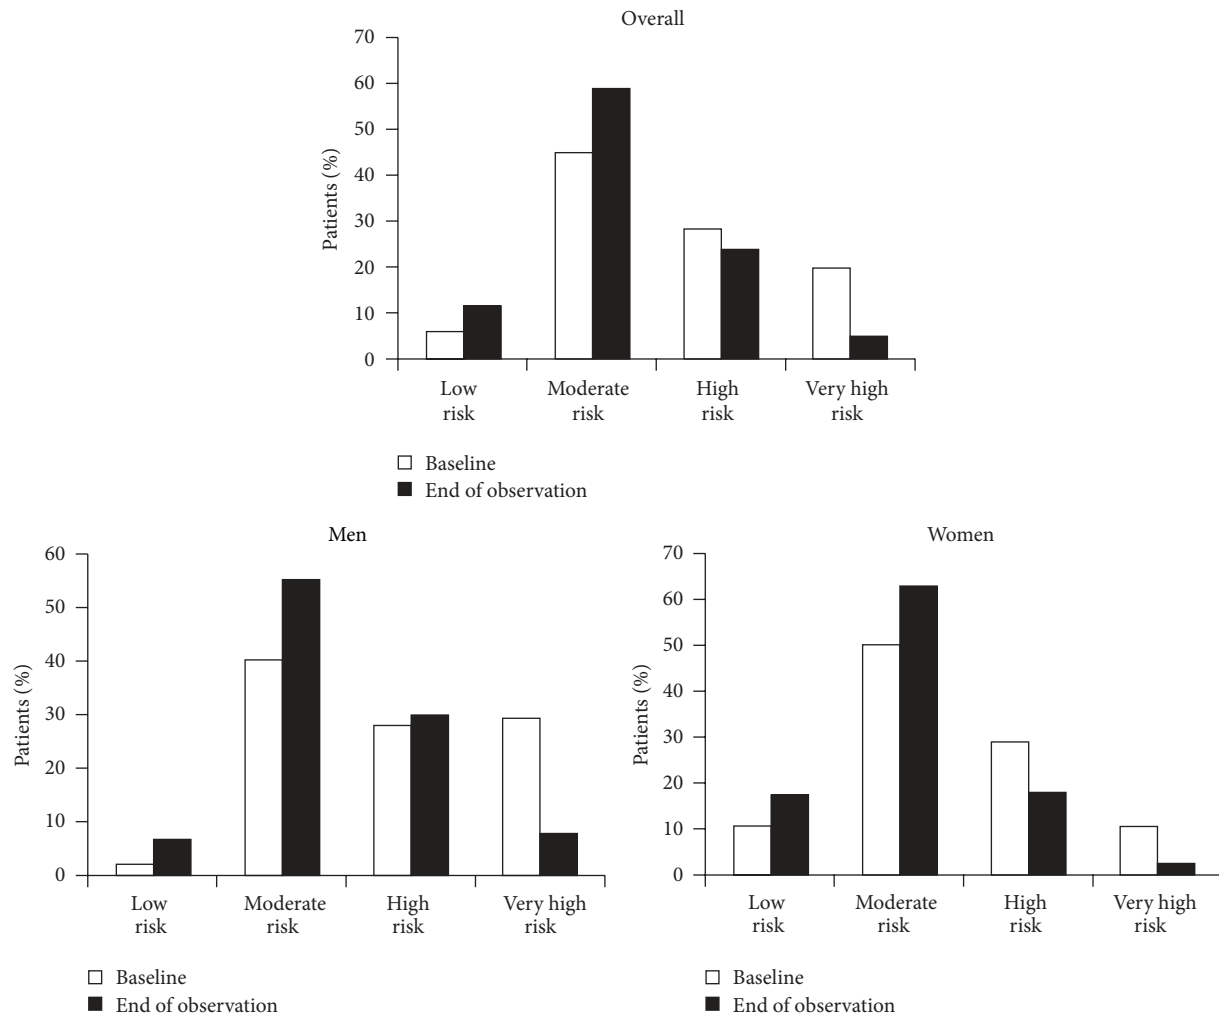 Overall
Patients (%)
70
60
50
40
30
20
10
0
Low
risk
Moderate
risk
High
risk
Very high
risk
Baseline
End of observation
Men
Patients (%)
60
50
40
30
20
10
0
Low
risk
Moderate
risk
High
risk
Very high
risk
Baseline
End of observation
Women
Patients (%)
70
60
50
40
30
20
10
0
Low
risk
Moderate
risk
High
risk
Very high
risk
Baseline
End of observation